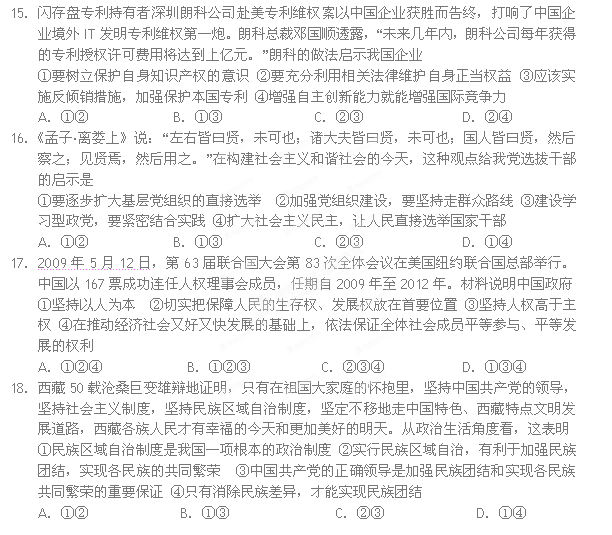 15. 闪存盘专利持有者深圳朗科公司赴美专利维权案以中国企业获胜而告终，打响了中国企
业境外 IT 发明专利维权第一炮。朗科总裁邓国顺透露，“未来几年内，朗科公司每年获得
的专利授权许可费用将达到上亿元。”朗科的做法启示我国企业
①要树立保护自身知识产权的意识 ②要充分利用相关法律维护自身正当权益 ③应该实
施反倾销措施，加强保护本国专利 ④增强自主创新能力就能增强国际竞争力
A. ①② B. ①③ C. ②③ D. ②④
16.《孟子·离娄上》说：“左右皆曰贤，未可也；诸大夫皆曰贤，未可也；国人皆曰贤，然后
察之；见贤焉，然后用之。”在构建社会主义和谐社会的今天，这种观点给我党选拔干部
的启示是
①要逐步扩大基层党组织的直接选举 ②加强党组织建设，要坚持走群众路线 ③建设学
习型政党，要紧密结合实践 ④扩大社会主义民主，让人民直接选举国家干部
A. ①② B. ①③ C. ②③ D. ①④
17. 2009 年 5 月 12 日，第 63 届联合国大会第 83 次全体会议在美国纽约联合国总部举行。
中国以 167 票成功连任人权理事会成员，任期自 2009 年至 2012 年。材料说明中国政府
①坚持以人为本 ②切实把保障人民的生存权、发展权放在首要位置 ③坚持人权高于主
权 ④在推动经济社会又好又快发展的基础上，依法保证全体社会成员平等参与、平等发
展的权利
A. ①②④ B. ①②③ C. ②③④ D. ①③④
18. 西藏 50 载沧桑巨变雄辩地证明，只有在祖国大家庭的怀抱里，坚持中国共产党的领导，
坚持社会主义制度，坚持民族区域自治制度，坚定不移地走中国特色、西藏特点文明发
展道路，西藏各族人民才有幸福的今天和更加美好的明天。从政治生活角度看，这表明
①民族区域自治制度是我国一项根本的政治制度 ②实行民族区域自治，有利于加强民族
团结，实现各民族的共同繁荣 ③中国共产党的正确领导是加强民族团结和实现各民族
共同繁荣的重要保证 ④只有消除民族差异，才能实现民族团结
A. ①② B. ①③ C. ②③ D. ①④